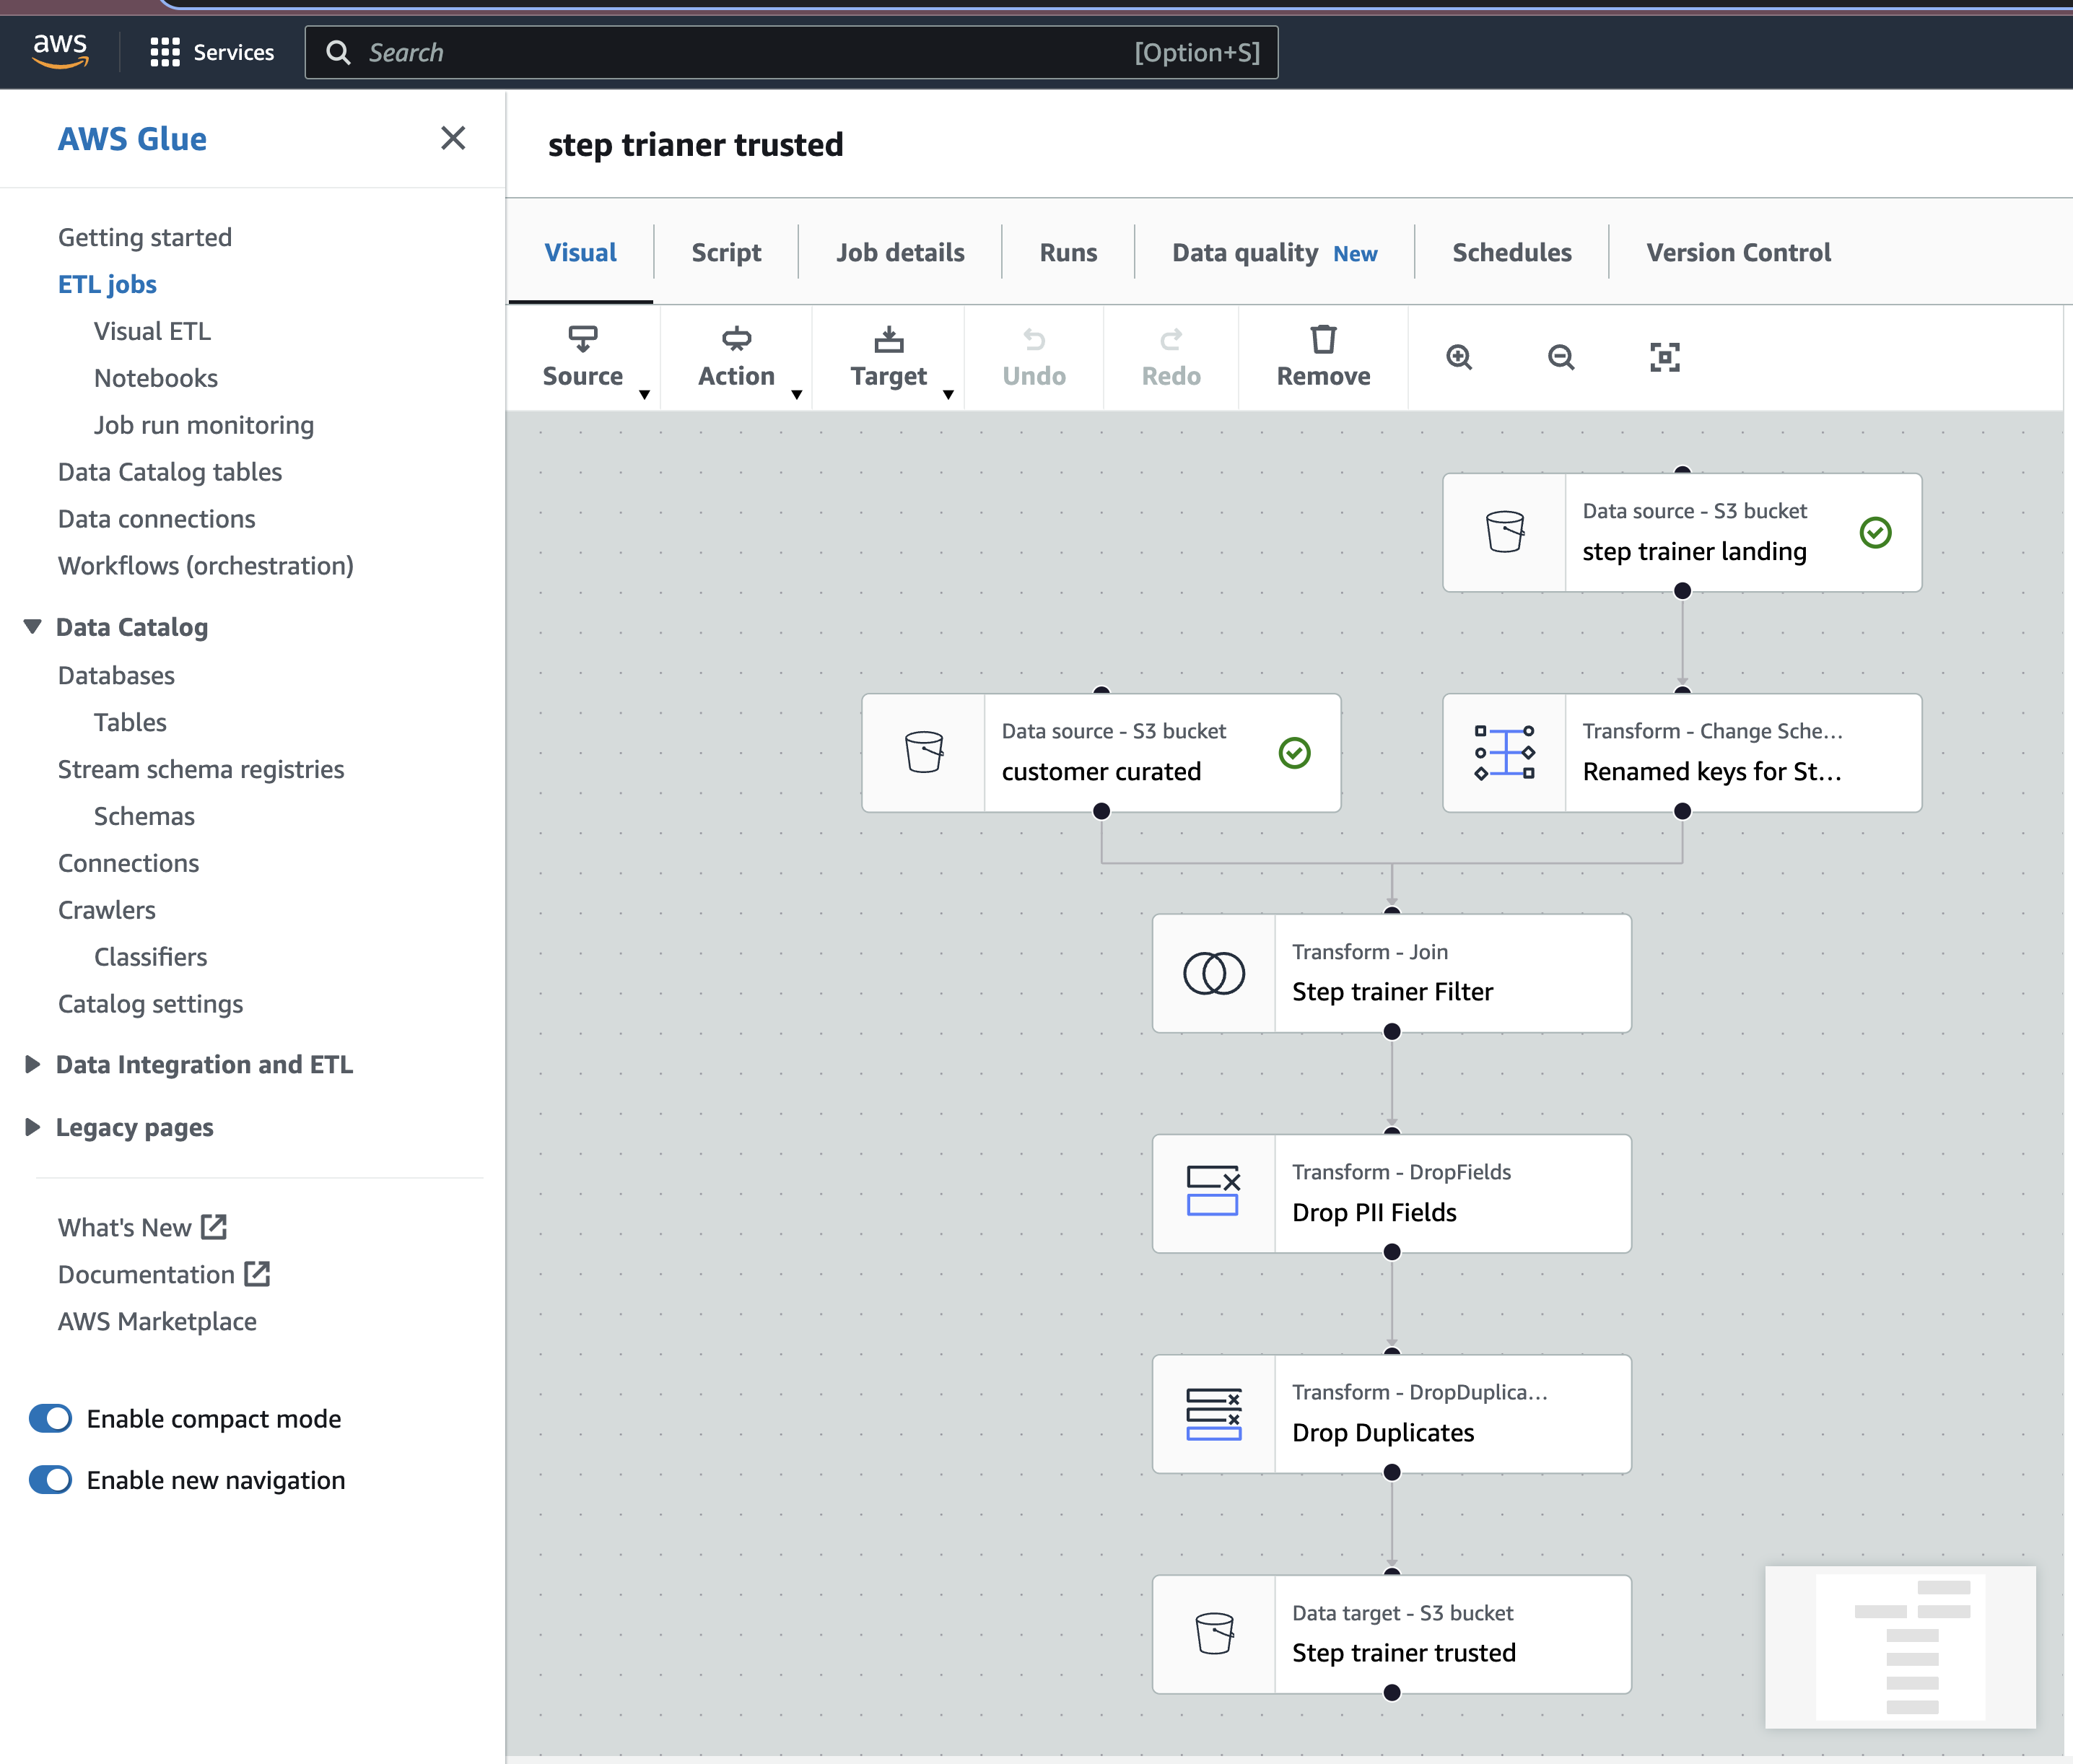 aws
Services
Search
[Option+S]
AWS Glue
step trianer trusted
Getting started
ETL jobs
Visual ETL
Notebooks
Job run monitoring
Data Catalog tables
Data connections
Workflows (orchestration)
Data Catalog
Databases
Tables
Stream schema registries
Schemas
Connections
Crawlers
Classifiers
Catalog settings
Data Integration and ETL
Legacy pages
What's New
Documentation
AWS Marketplace
Enable compact mode
Enable new navigation
Visual
Script
Job details
Runs
Data quality New
Schedules
Version Control
Source
Action
Target
Undo
Redo
Remove
Data source - S3 bucket
step trainer landing
Data source - S3 bucket
customer curated
Transform - Change Sche...
Renamed keys for St...
Transform - Join
Step trainer Filter
Transform - DropFields
Drop PII Fields
Transform - DropDuplica...
Drop Duplicates
Data target - S3 bucket
Step trainer trusted